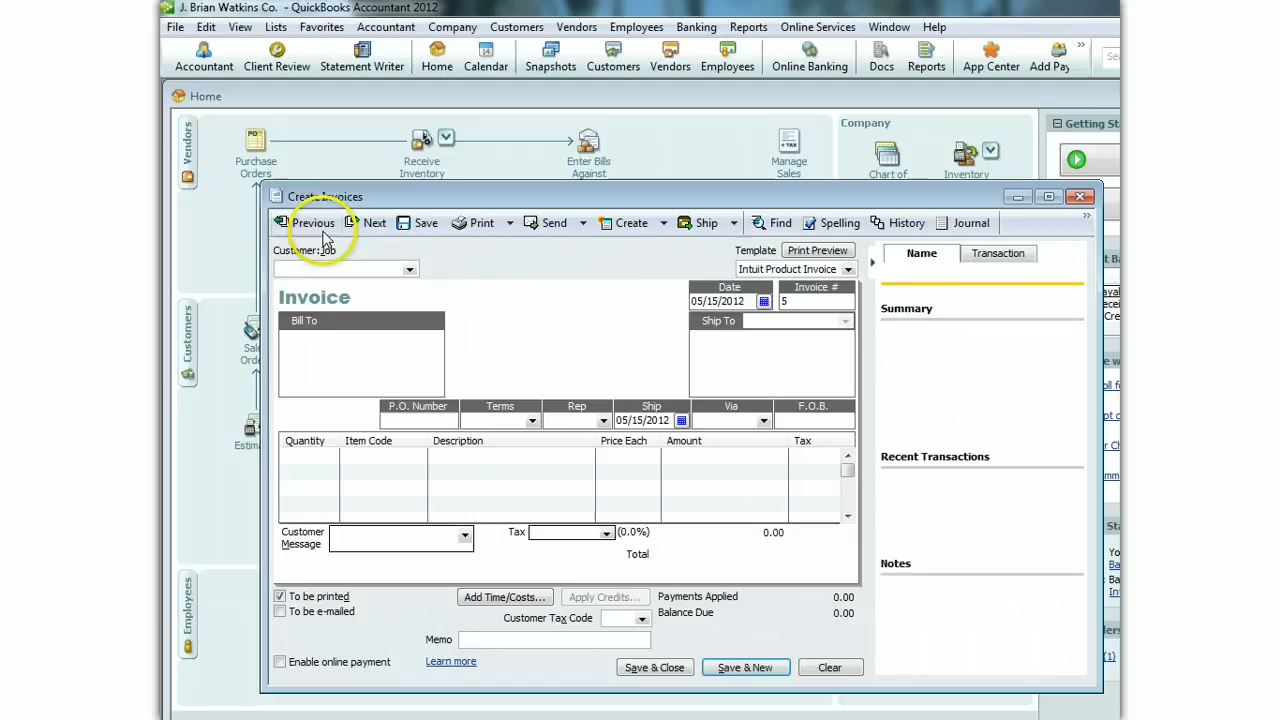 J. Brian Watkins Co. - QuickBooks Accountant 2012
File Edit View Lists Favorites Accountant Company Customers Vendors Employees Banking Reports Online Services Window Help
Accountant Client Review Statement Writer Home Calendar Snapshots Customers Vendors Employees Online Banking Docs Reports App Center Add Pay
Home
Vendors
Purchase Orders
Receive Inventory
Enter Bills Against
Manage Sales
Company
Chart of
Inventory
Getting Sta
Create Invoices
Previous Next Save Print Send Create Ship Find Spelling History Journal
Customer:Job
Template Print Preview
Intuit Product Invoice
Name Transaction
Invoice
Date Invoice #
05/15/2012 5
Bill To
Ship To
Summary
P.O. Number Terms Rep Ship Via F.O.B.
05/15/2012
Quantity Item Code Description Price Each Amount Tax
Recent Transactions
Customer Message
Tax (0.0%) 0.00
Total
Notes
To be printed
To be e-mailed
Add Time/Costs... Apply Credits...
Payments Applied 0.00
Customer Tax Code
Balance Due 0.00
Memo
Enable online payment Learn more
Save & Close Save & New Clear
Customers
Employees